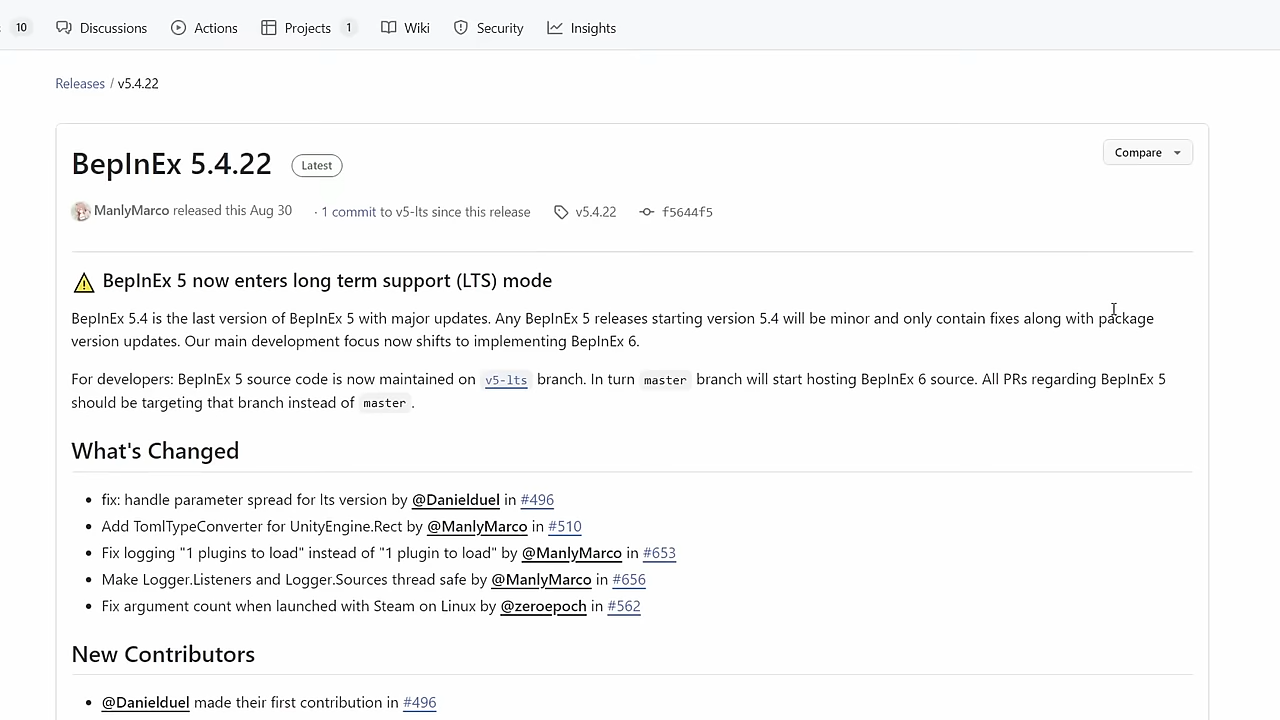 10 Discussions Actions Projects 1 Wiki Security Insights
Releases / v5.4.22
BepInEx 5.4.22 Latest
Compare
ManlyMarco released this Aug 30 · 1 commit to v5-lts since this release v5.4.22 f5644f5
BepInEx 5 now enters long term support (LTS) mode
BepInEx 5.4 is the last version of BepInEx 5 with major updates. Any BepInEx 5 releases starting version 5.4 will be minor and only contain fixes along with package
version updates. Our main development focus now shifts to implementing BepInEx 6.
For developers: BepInEx 5 source code is now maintained on v5-lts branch. In turn master branch will start hosting BepInEx 6 source. All PRs regarding BepInEx 5
should be targeting that branch instead of master.
What's Changed
• fix: handle parameter spread for lts version by @Danielduel in #496
• Add TomlTypeConverter for UnityEngine.Rect by @ManlyMarco in #510
• Fix logging "1 plugins to load" instead of "1 plugin to load" by @ManlyMarco in #653
• Make Logger.Listeners and Logger.Sources thread safe by @ManlyMarco in #656
• Fix argument count when launched with Steam on Linux by @zeroepoch in #562
New Contributors
• @Danielduel made their first contribution in #496